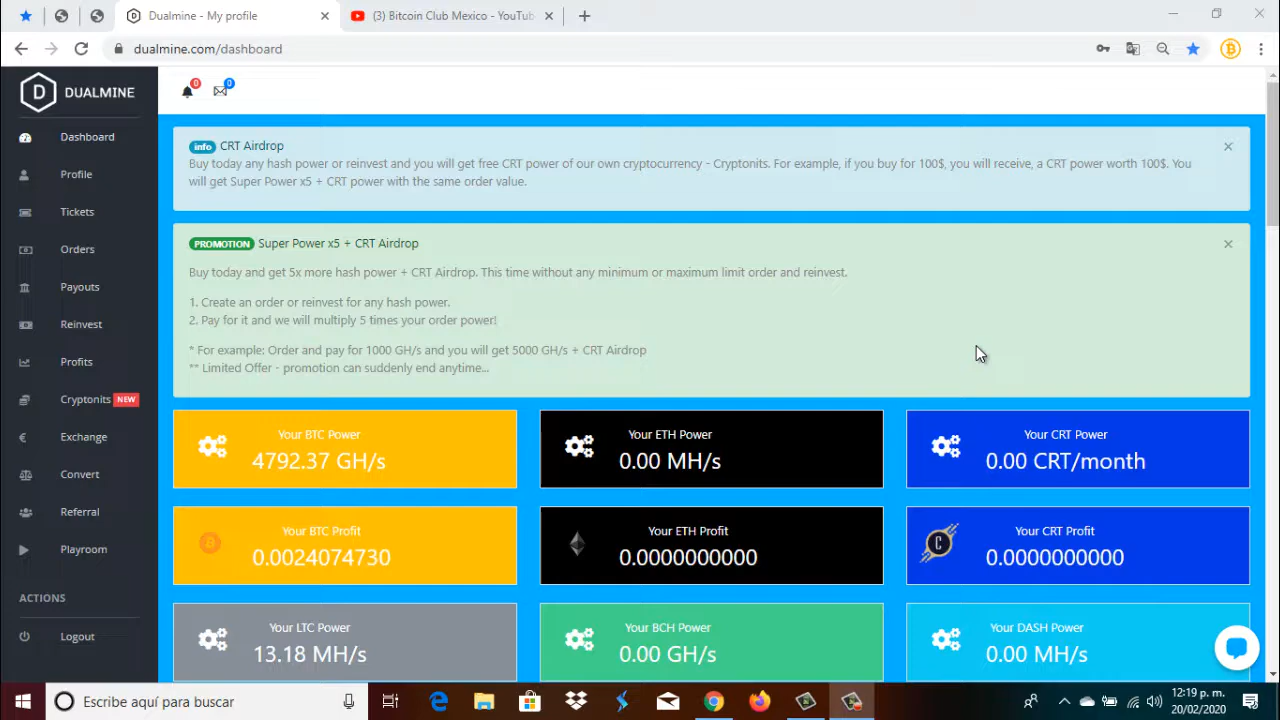 Dualmine - My profile
(3) Bitcoin Club Mexico - YouTub
dualmine.com/dashboard
D DUALMINE
0 0
Dashboard
Profile
Tickets
Orders
Payouts
Reinvest
Profits
Cryptonits NEW
Exchange
Convert
Referral
Playroom
ACTIONS
Logout
info CRT Airdrop
Buy today any hash power or reinvest and you will get free CRT power of our own cryptocurrency - Cryptonits. For example, if you buy for 100$, you will receive, a CRT power worth 100$. You
will get Super Power x5 + CRT power with the same order value.
PROMOTION Super Power x5 + CRT Airdrop
Buy today and get 5x more hash power + CRT Airdrop. This time without any minimum or maximum limit order and reinvest.
1. Create an order or reinvest for any hash power.
2. Pay for it and we will multiply 5 times your order power!
* For example: Order and pay for 1000 GH/s and you will get 5000 GH/s + CRT Airdrop
** Limited Offer - promotion can suddenly end anytime...
Your BTC Power
4792.37 GH/s
Your ETH Power
0.00 MH/s
Your CRT Power
0.00 CRT/month
Your BTC Profit
0.0024074730
Your ETH Profit
0.0000000000
Your CRT Profit
0.0000000000
Your LTC Power
13.18 MH/s
Your BCH Power
0.00 GH/s
Your DASH Power
0.00 MH/s
Escribe aquí para buscar
12:19 p. m.
20/02/2020